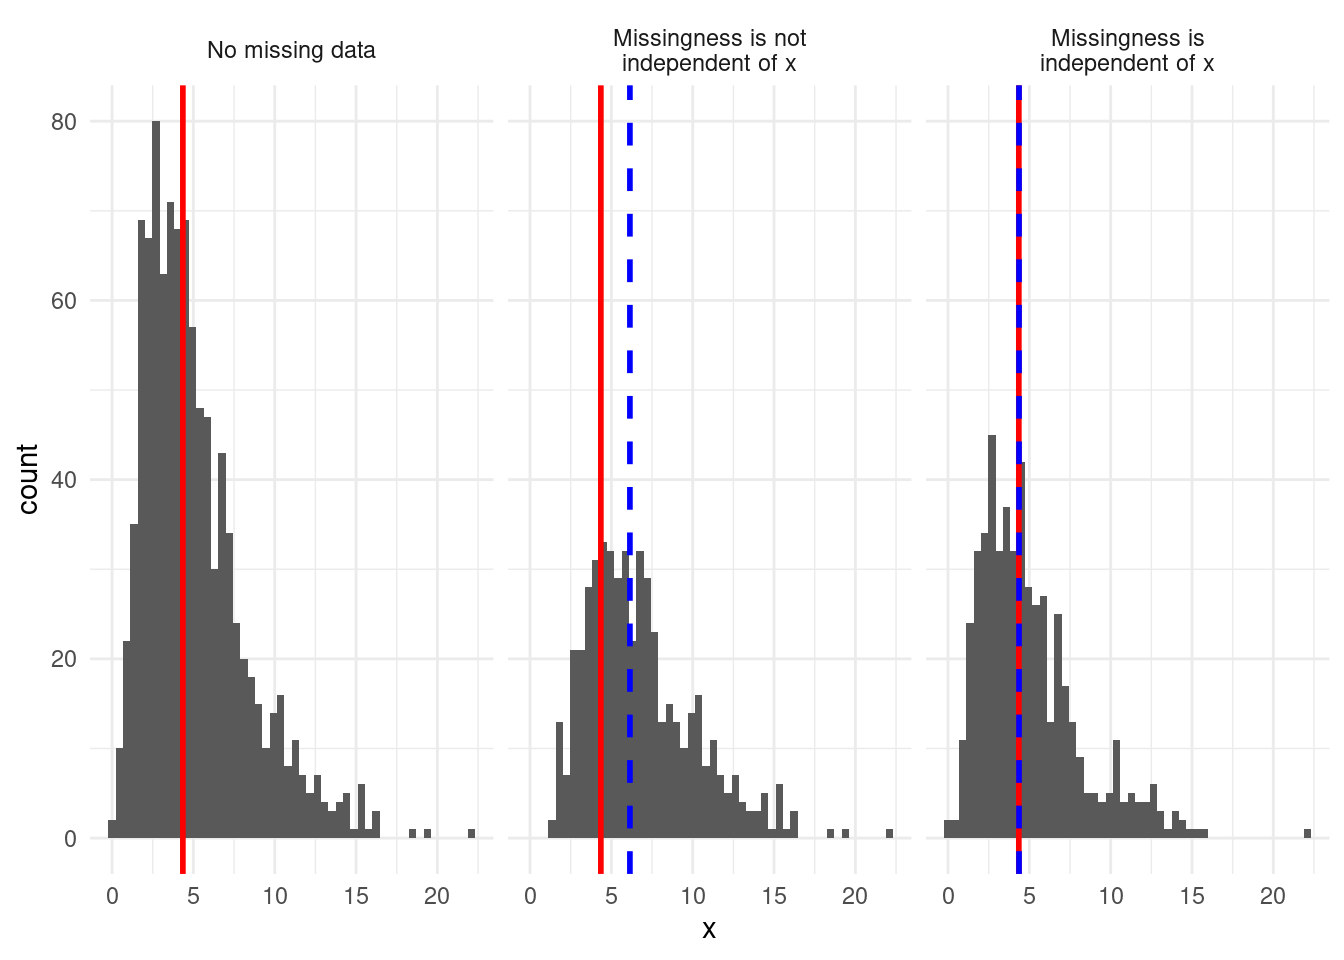 No missing data
Missingness is not
independent of x
Missingness is
independent of x
80
60
40
20
0
count
0 5 10 15 20
0 5 10 15 20
0 5 10 15 20
x